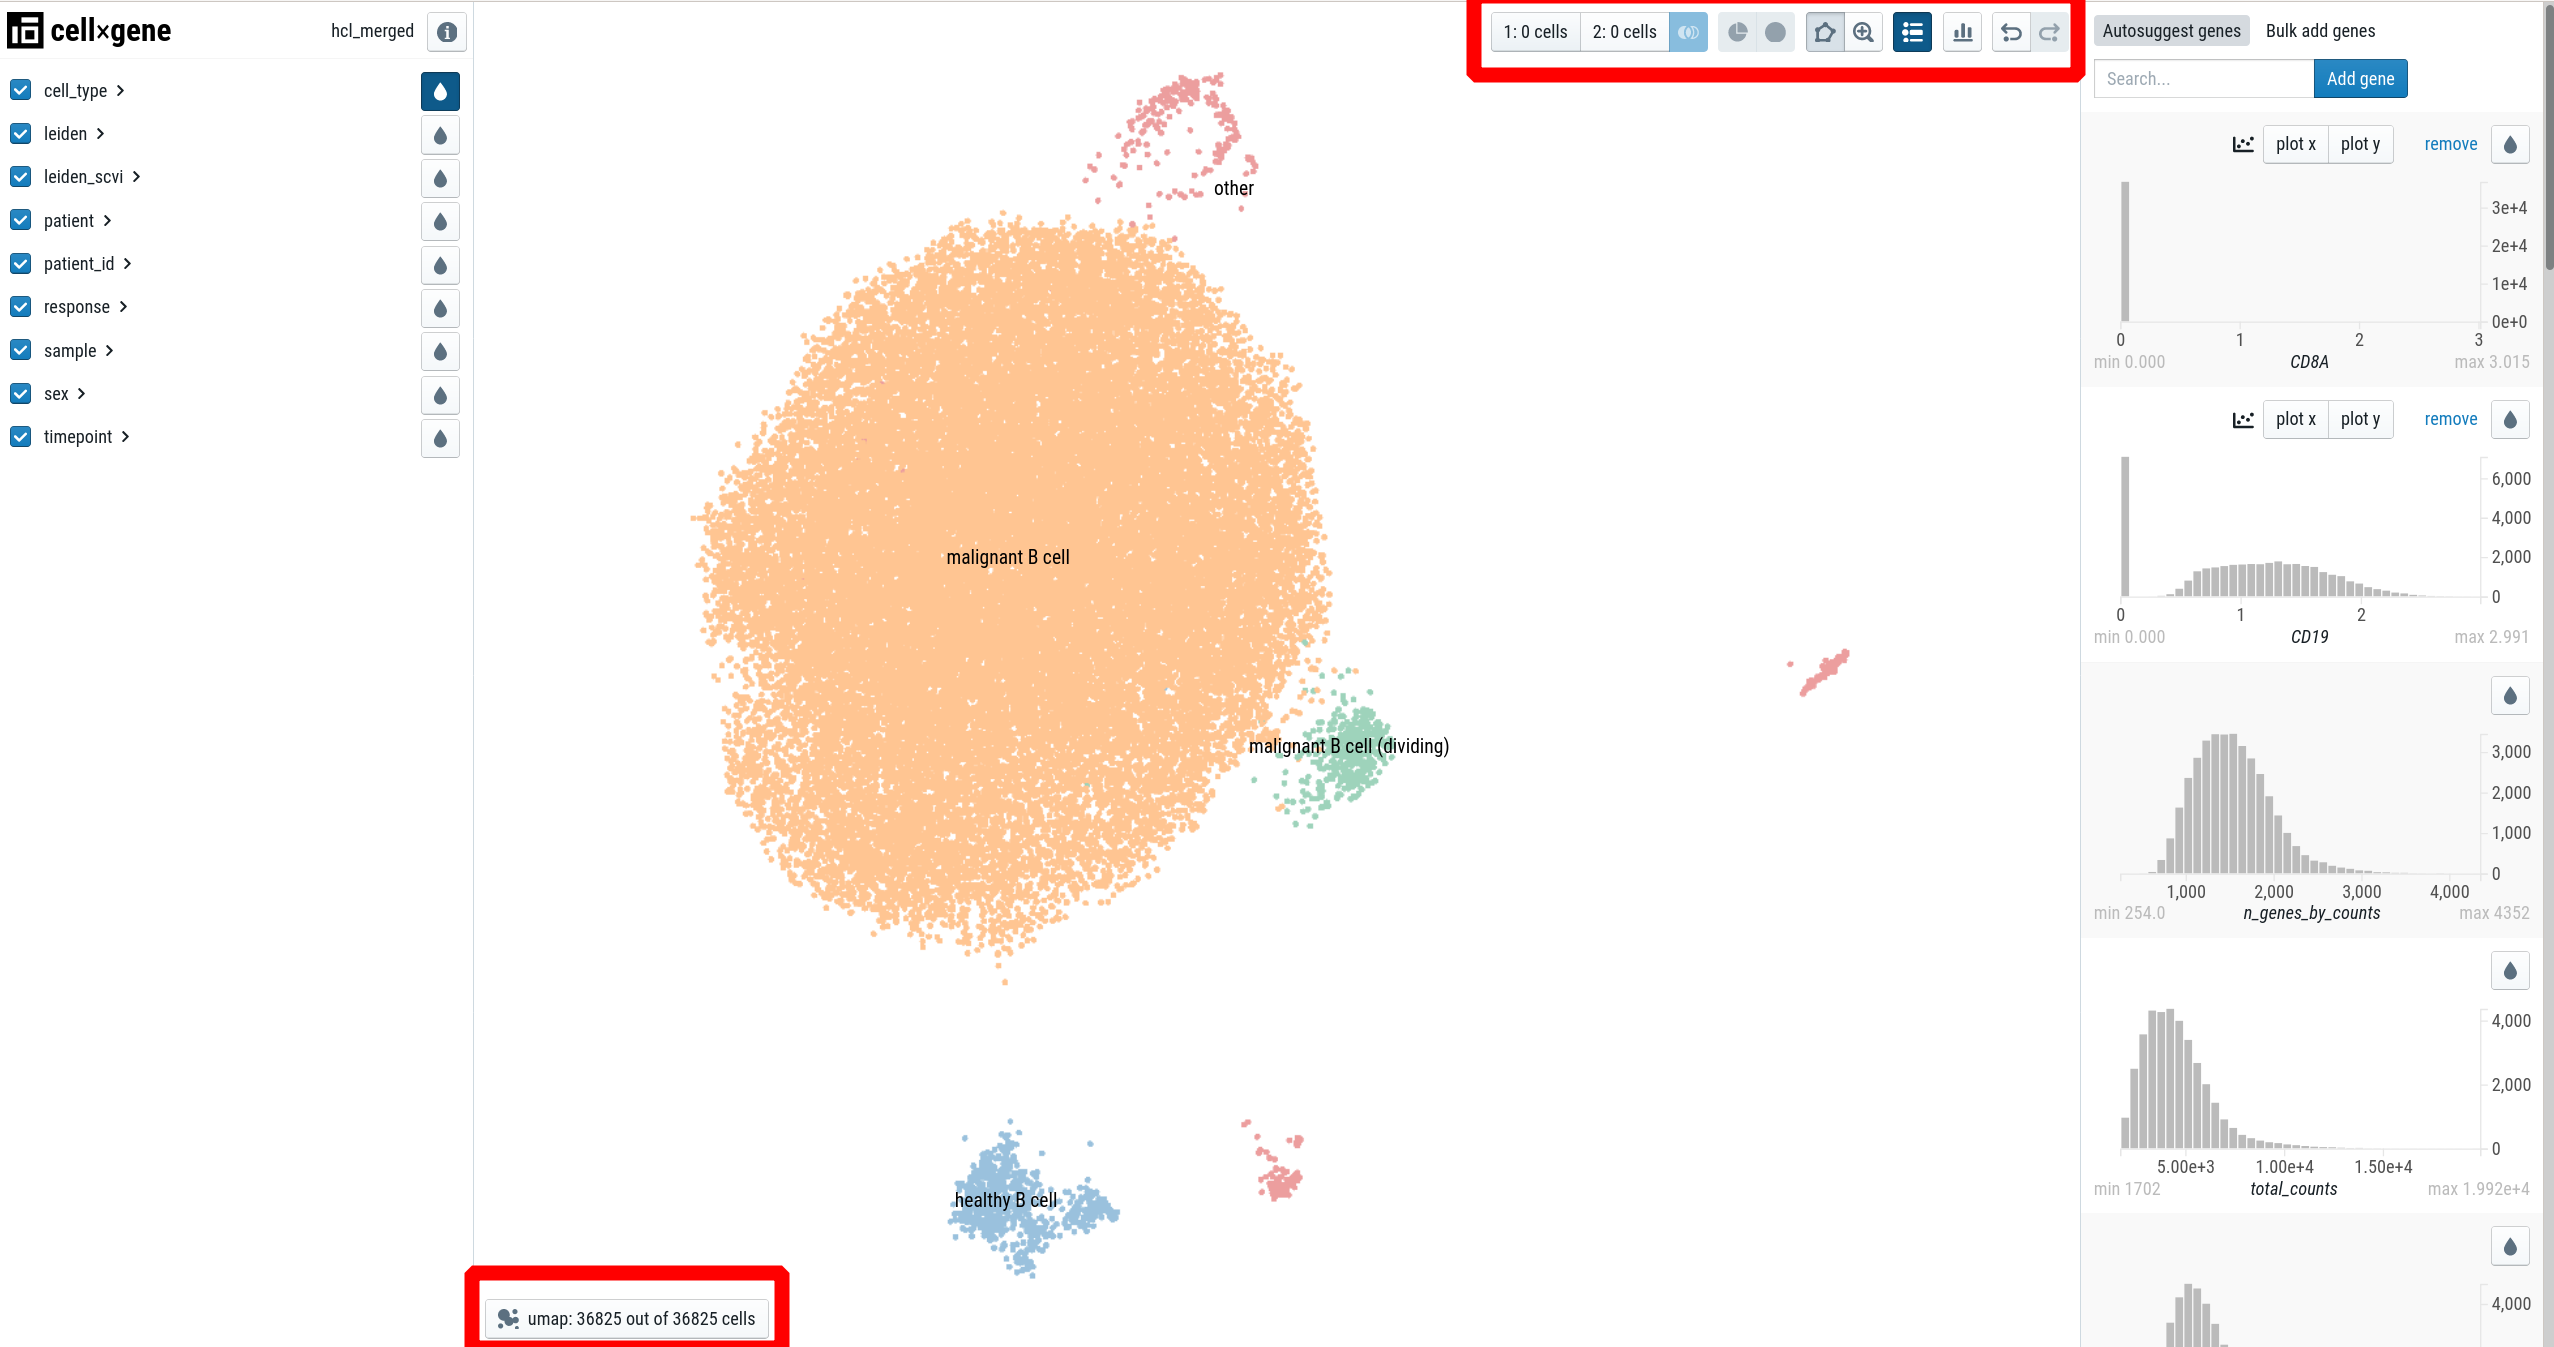 cell×gene
hcl_merged
cell_type
leiden
leiden_scvi
patient
patient_id
response
sample
sex
timepoint
1: 0 cells 2: 0 cells
other
malignant B cell
malignant B cell (dividing)
healthy B cell
umap: 36825 out of 36825 cells
Autosuggest genes Bulk add genes
Search... Add gene
plot x plot y remove
3e+4
2e+4
1e+4
0e+0
0 1 2 3
min 0.000 CD8A max 3.015
plot x plot y remove
6,000
4,000
2,000
0
0 1 2
min 0.000 CD19 max 2.991
3,000
2,000
1,000
0
1,000 2,000 3,000 4,000
min 254.0 n_genes_by_counts max 4352
4,000
2,000
0
5.00e+3 1.00e+4 1.50e+4
min 1702 total_counts max 1.992e+4
4,000